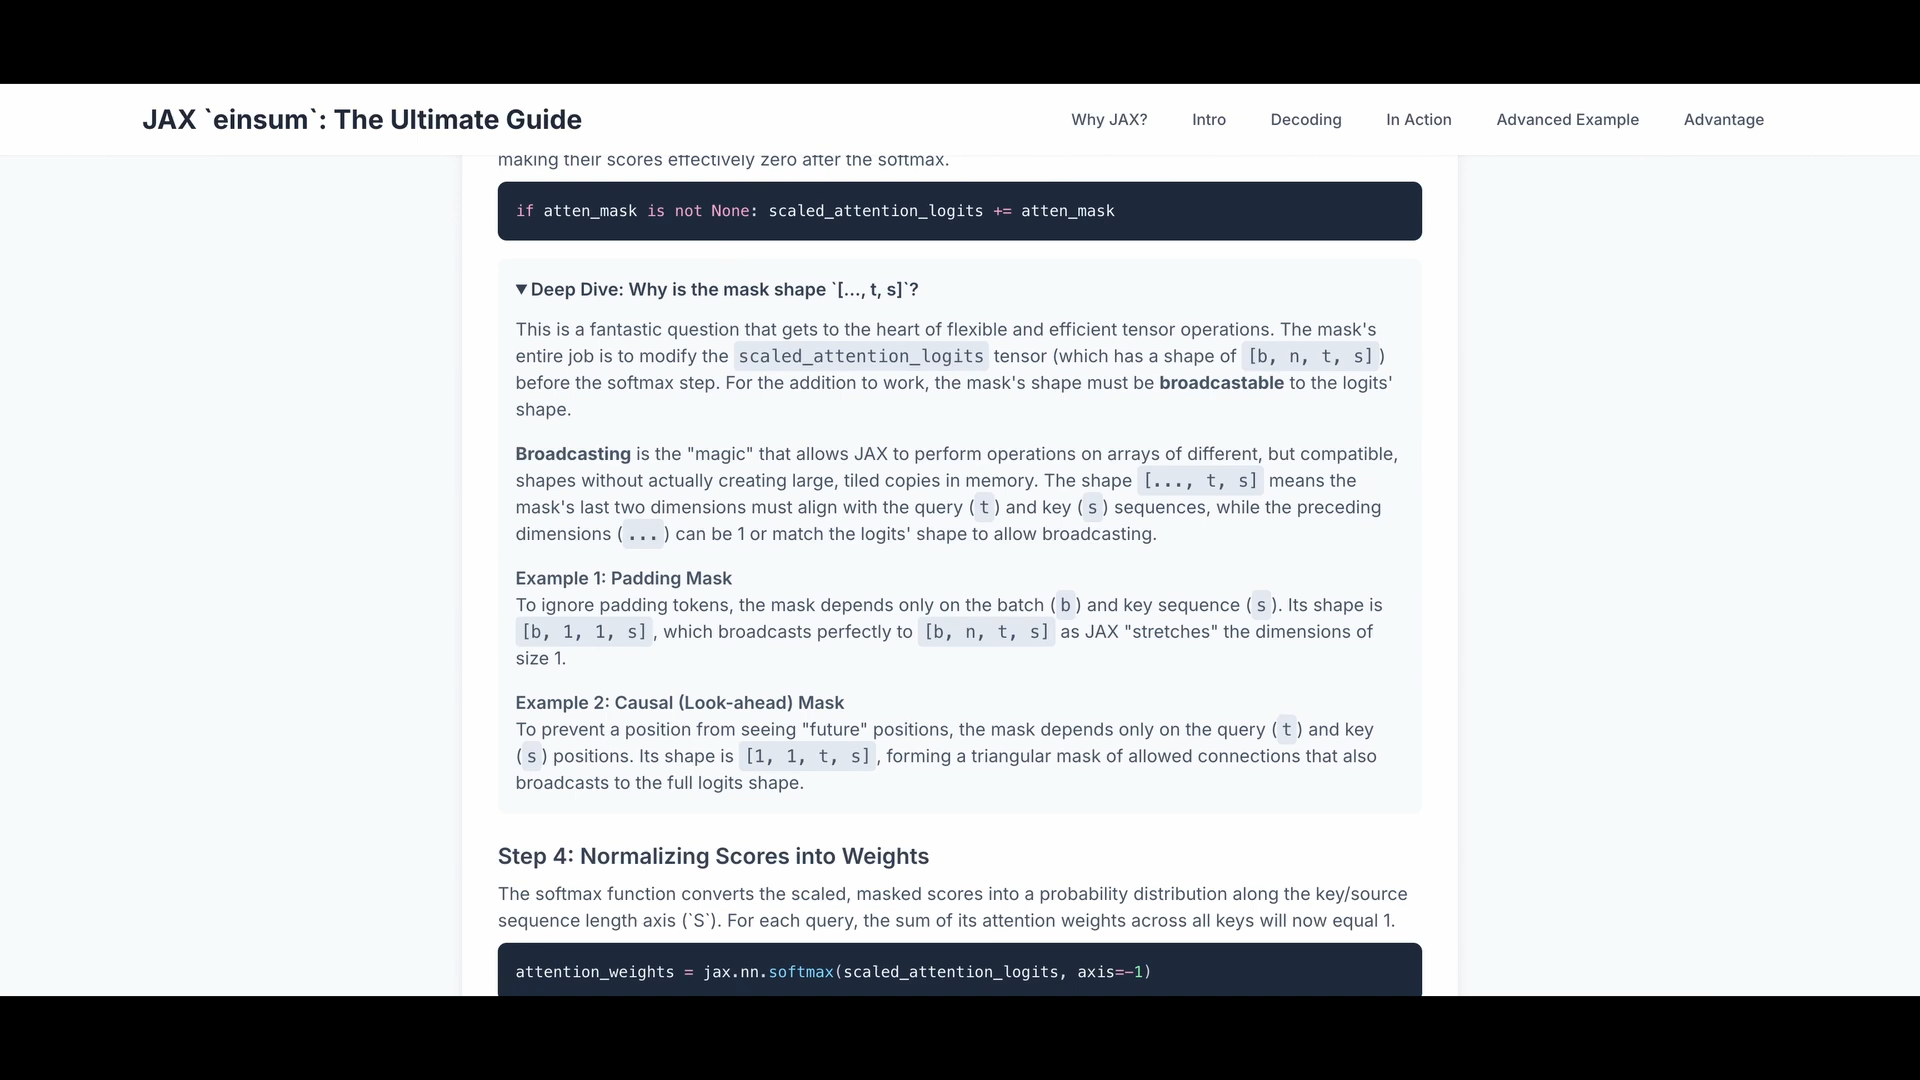 JAX `einsum`: The Ultimate Guide
Why JAX? Intro Decoding In Action Advanced Example Advantage
making their scores effectively zero after the softmax.
if atten_mask is not None: scaled_attention_logits += atten_mask
▼ Deep Dive: Why is the mask shape `[..., t, s]`?
This is a fantastic question that gets to the heart of flexible and efficient tensor operations. The mask's
entire job is to modify the scaled_attention_logits tensor (which has a shape of [b, n, t, s])
before the softmax step. For the addition to work, the mask's shape must be broadcastable to the logits'
shape.
Broadcasting is the "magic" that allows JAX to perform operations on arrays of different, but compatible,
shapes without actually creating large, tiled copies in memory. The shape [..., t, s] means the
mask's last two dimensions must align with the query (t) and key (s) sequences, while the preceding
dimensions (...) can be 1 or match the logits' shape to allow broadcasting.
Example 1: Padding Mask
To ignore padding tokens, the mask depends only on the batch (b) and key sequence (s). Its shape is
[b, 1, 1, s], which broadcasts perfectly to [b, n, t, s] as JAX "stretches" the dimensions of
size 1.
Example 2: Causal (Look-ahead) Mask
To prevent a position from seeing "future" positions, the mask depends only on the query (t) and key
(s) positions. Its shape is [1, 1, t, s], forming a triangular mask of allowed connections that also
broadcasts to the full logits shape.
Step 4: Normalizing Scores into Weights
The softmax function converts the scaled, masked scores into a probability distribution along the key/source
sequence length axis (`S`). For each query, the sum of its attention weights across all keys will now equal 1.
attention_weights = jax.nn.softmax(scaled_attention_logits, axis=-1)